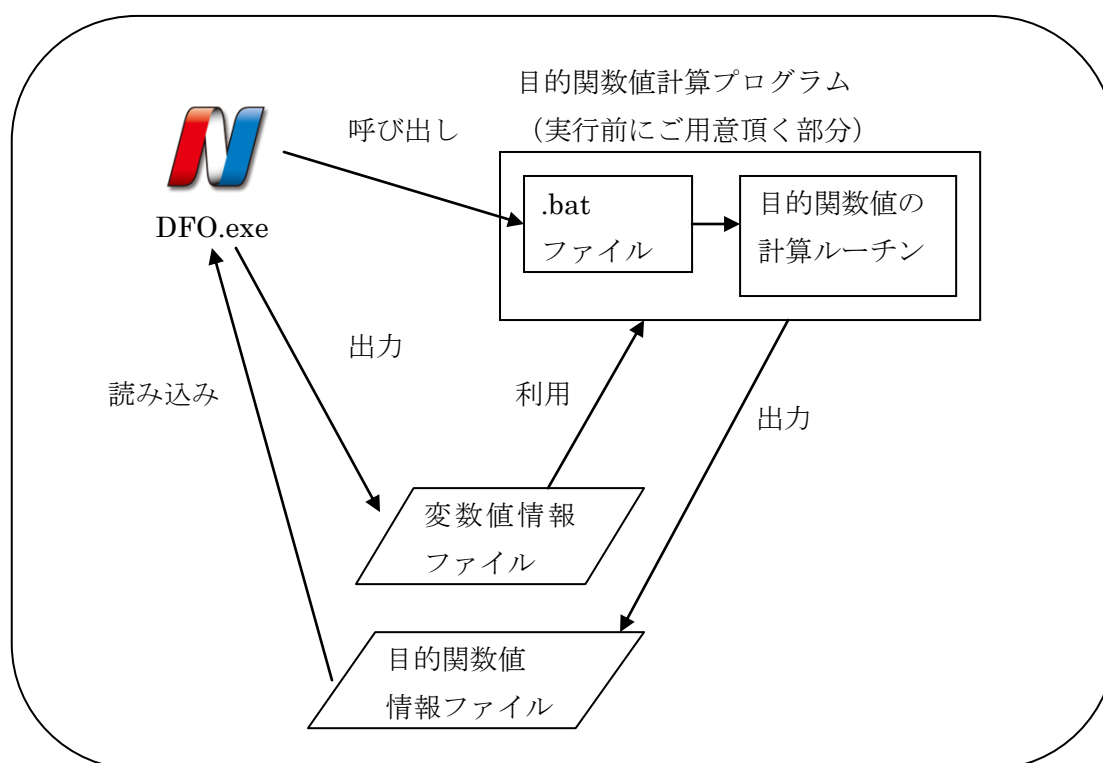 目的関数値計算プログラム
（実行前にご用意頂く部分）
呼び出し
DFO.exe
.bat
ファイル
目的関数値の
計算ルーチン
出力
読み込み
利用
出力
変数値情報
ファイル
目的関数値
情報ファイル